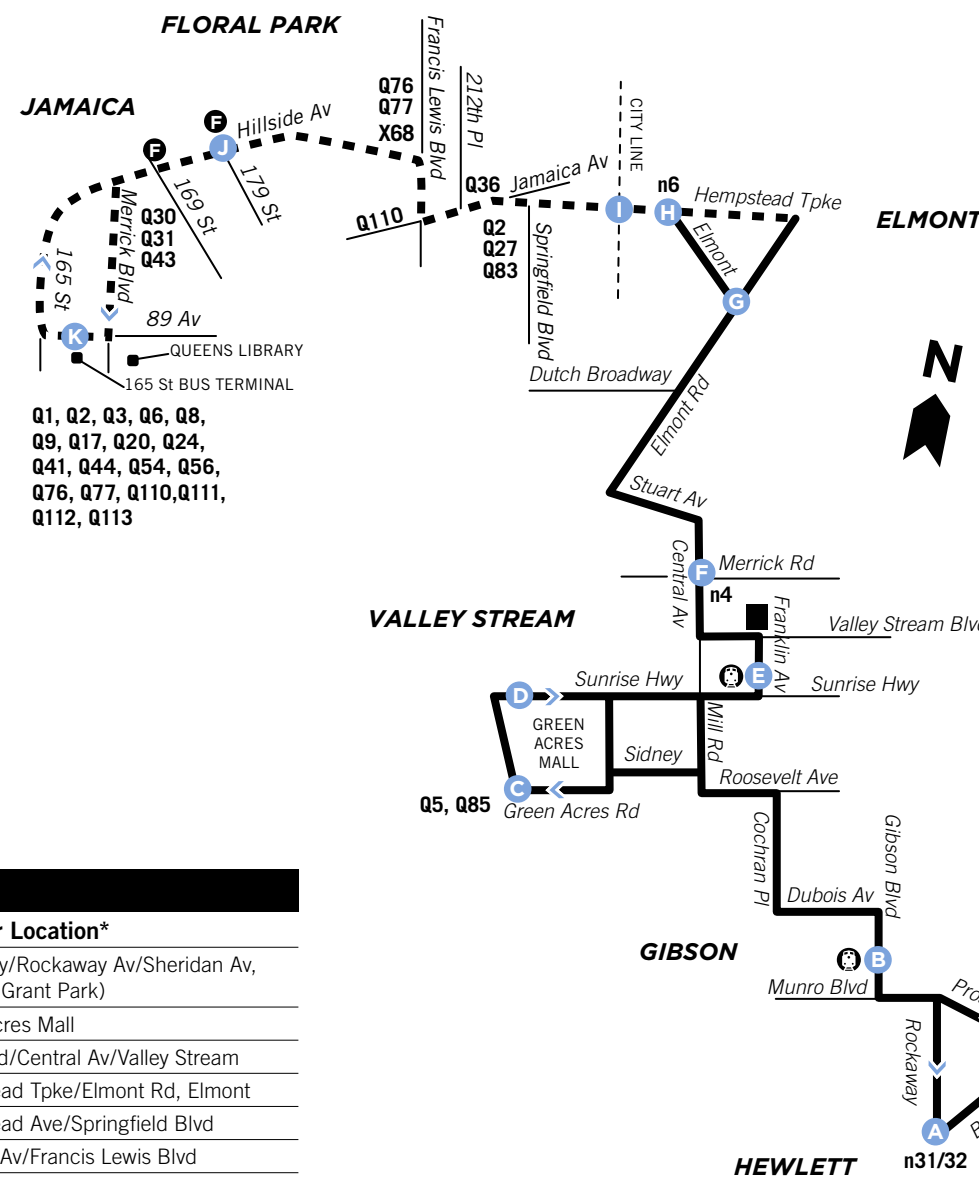 FLORAL PARK
JAMAICA
Francis Lewis Blvd
212th Pl
Q76
Q77
X68
F
F
J
Hillside Av
CITY LINE
Q36
Jamaica Av
n6
Hempstead Tpke
I
H
ELMONT
Merrick Blvd
169 St
179 St
Q30
Q31
Q43
Q110
Q2
Q27
Q83
Springfield Blvd
Elmont
G
165 St
89 Av
K
QUEENS LIBRARY
165 St BUS TERMINAL
Dutch Broadway
Elmont Rd
N
Q1, Q2, Q3, Q6, Q8,
Q9, Q17, Q20, Q24,
Q41, Q44, Q54, Q56,
Q76, Q77, Q110,Q111,
Q112, Q113
Stuart Av
Central Av
F
Merrick Rd
n4
VALLEY STREAM
Franklin Av
Valley Stream Blvd
E
Sunrise Hwy
Sunrise Hwy
D
GREEN
ACRES
MALL
Mill Rd
Sidney
Roosevelt Ave
C
Q5, Q85
Green Acres Rd
Cochran Pl
Gibson Blvd
Dubois Av
GIBSON
B
Munro Blvd
Rockaway
A
HEWLETT
n31/32
Location*
y/Rockaway Av/Sheridan Av,
Grant Park)
cres Mall
d/Central Av/Valley Stream
ead Tpke/Elmont Rd, Elmont
ead Ave/Springfield Blvd
Av/Francis Lewis Blvd